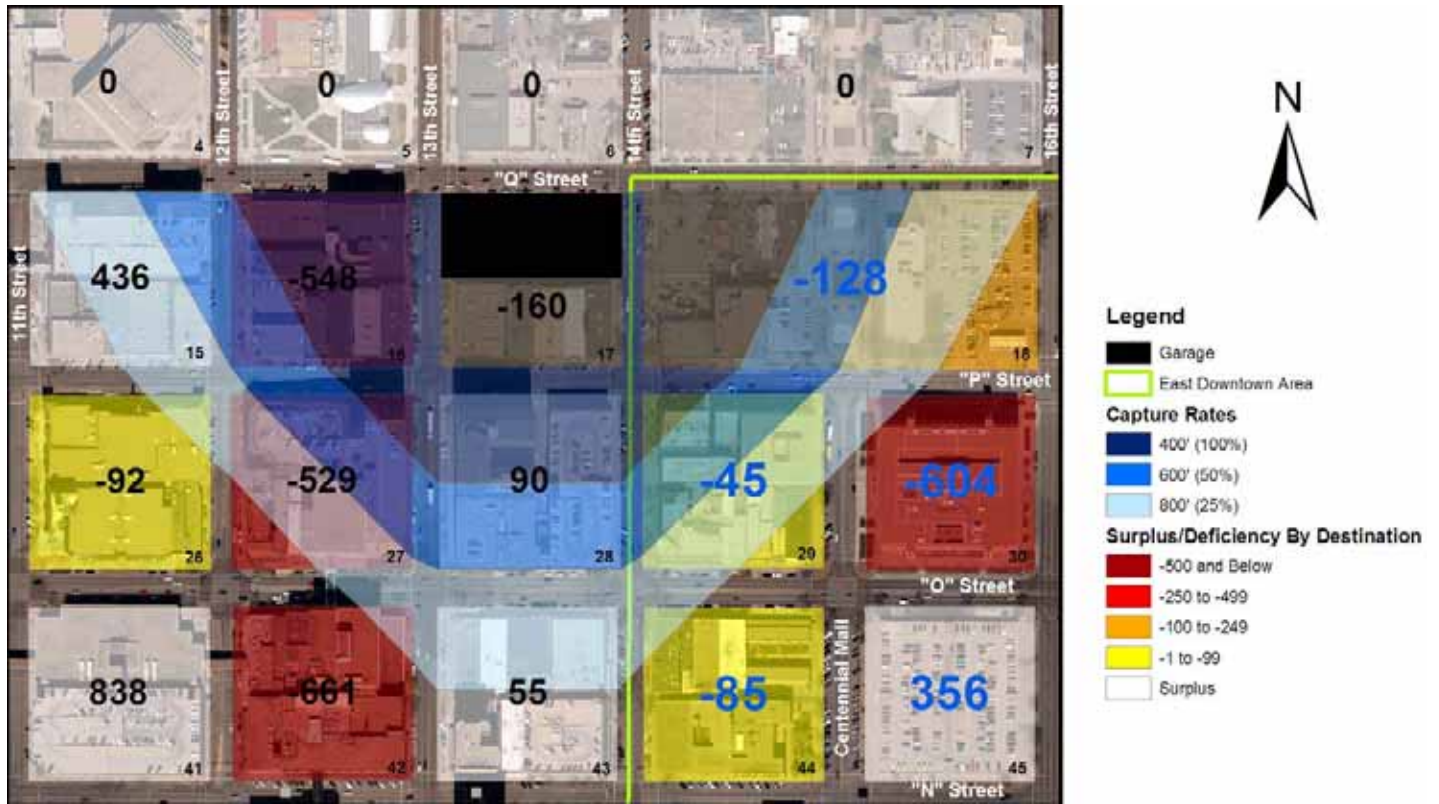 0
0
0
0
12th Street
13th Street
14th Street
16th Street
4
5
6
7
"Q" Street
11th Street
436
-548
-160
-128
15
16
17
18
"P" Street
-92
-529
90
-45
-604
26
27
28
29
30
"O" Street
838
-661
55
-85
356
Centennial Mall
41
42
43
44
45
"N" Street
N
Legend
Garage
East Downtown Area
Capture Rates
400' (100%)
600' (50%)
800' (25%)
Surplus/Deficiency By Destination
-500 and Below
-250 to -499
-100 to -249
-1 to -99
Surplus